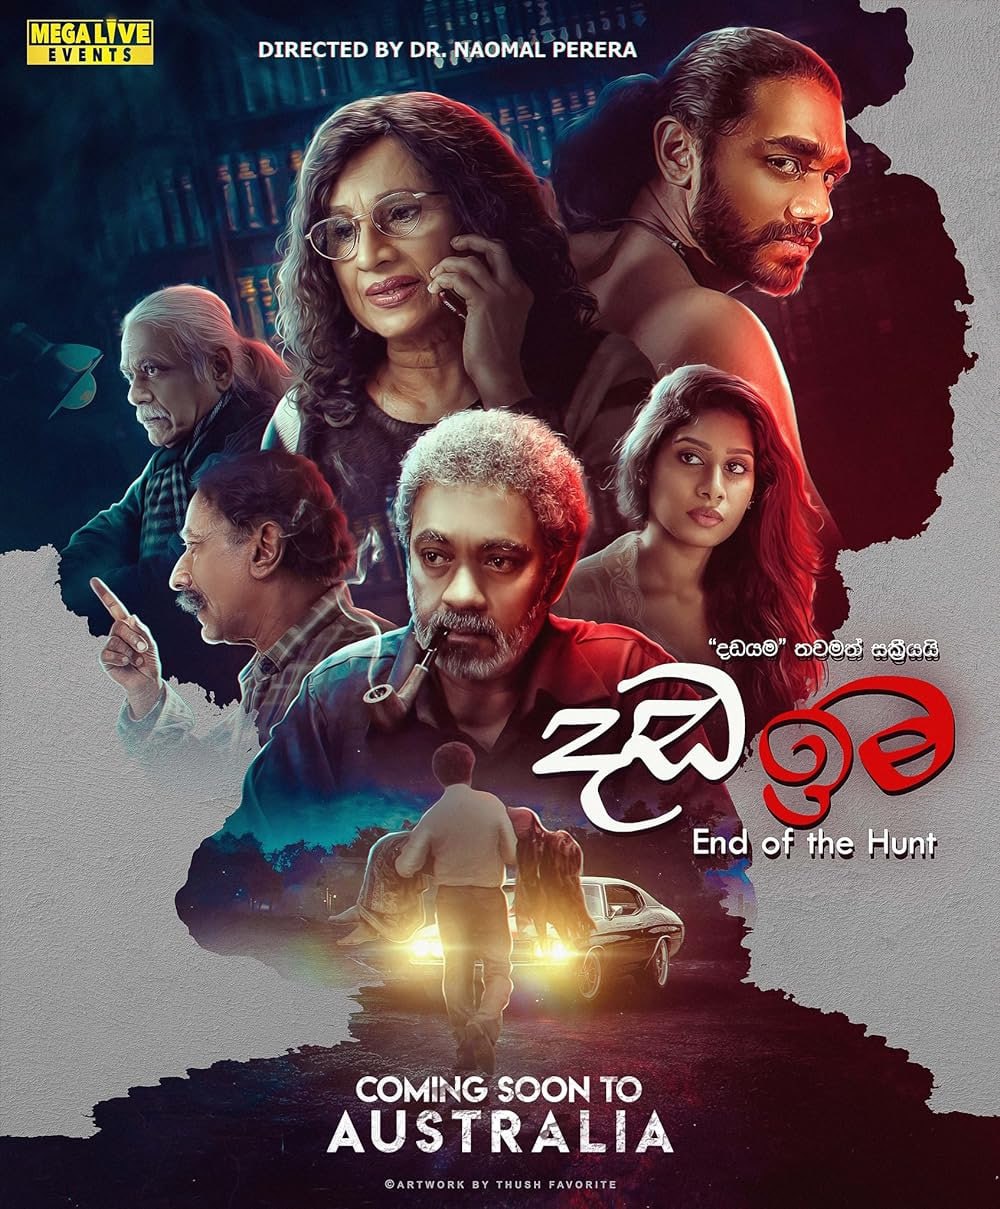 MEGA LIVE
EVENTS
DIRECTED BY DR. NAOMAL PERERA
“දඩයම” තවමත් සක්‍රීයයි
දඩ ඉම
End of the Hunt
COMING SOON TO
AUSTRALIA
©ARTWORK BY THUSH FAVORITE